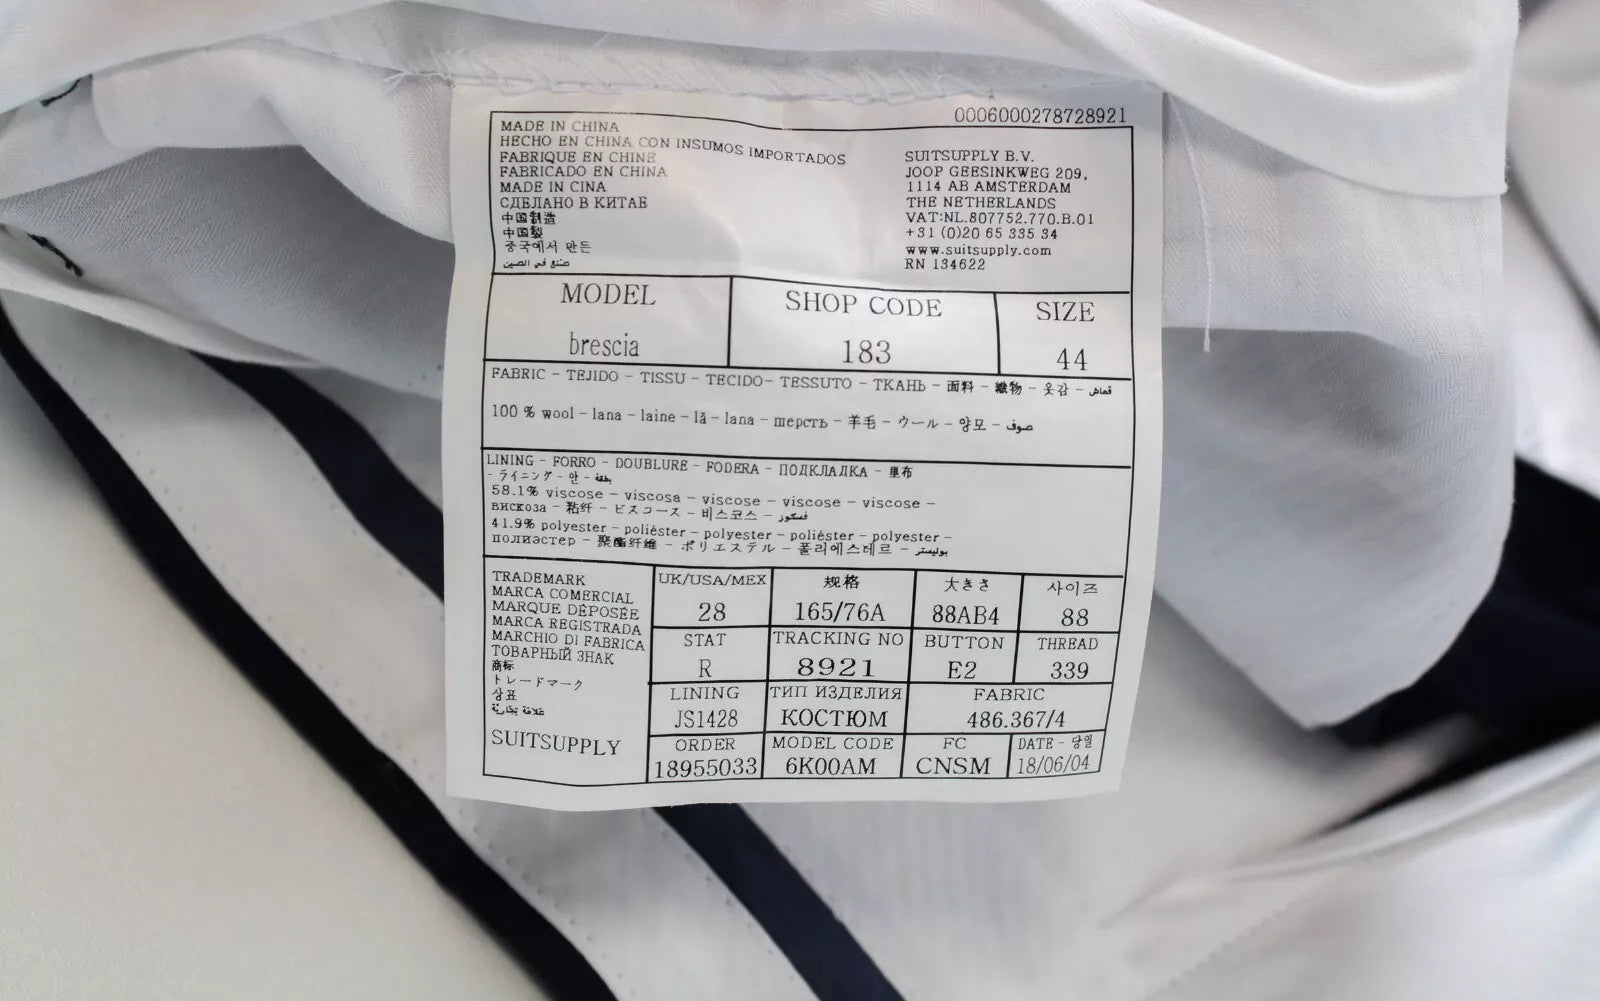 0006000278728921
MADE IN CHINA
HECHO EN CHINA CON INSUMOS IMPORTADOS
FABRIQUE EN CHINE
FABRICADO EN CHINA
MADE IN CINA
СДЕЛАНО В КИТАЕ
中国制造
中国製
중국에서 만든
صنع في الصين
SUITSUPPLY B.V.
JOOP GEESINKWEG 209,
1114 AB AMSTERDAM
THE NETHERLANDS
VAT:NL.807752.770.B.01
+31 (0)20 65 335 34
www.suitsupply.com
RN 134622
MODEL
brescia
SHOP CODE
183
SIZE
44
FABRIC - TEJIDO - TISSU - TECIDO- TESSUTO - ТКАНЬ - 面料 - 織物 - 옷감 - قماش
100 % wool - lana - laine - lã - lana - шерсть - 羊毛 - ウール - 양모 - صوف
LINING - FORRO - DOUBLURE - FODERA - ПОДКЛАДКА - 里布
- ライニング - 안 - بطانة
58.1% viscose - viscosa - viscose - viscose - viscose -
вискоза - 粘纤 - ビスコース - 비스코스 - فسكوز
41.9% polyester - poliéster - polyester - poliéster - polyester -
полиэстер - 聚酯纤维 - ポリエステル - 폴리에스테르 - بوليستر
TRADEMARK
MARCA COMERCIAL
MARQUE DÉPOSÉE
MARCA REGISTRADA
MARCHIO DI FABRICA
ТОВАРНЫЙ ЗНАК
商标
トレードマーク
상표
علامة تجارية
SUITSUPPLY
UK/USA/MEX
28
规格
165/76A
大きさ
88AB4
사이즈
88
STAT
R
TRACKING NO
8921
BUTTON
E2
THREAD
339
LINING
JS1428
ТИП ИЗДЕЛИЯ
КОСТЮМ
FABRIC
486.367/4
ORDER
18955033
MODEL CODE
6K00AM
FC
CNSM
DATE - 당일
18/06/04